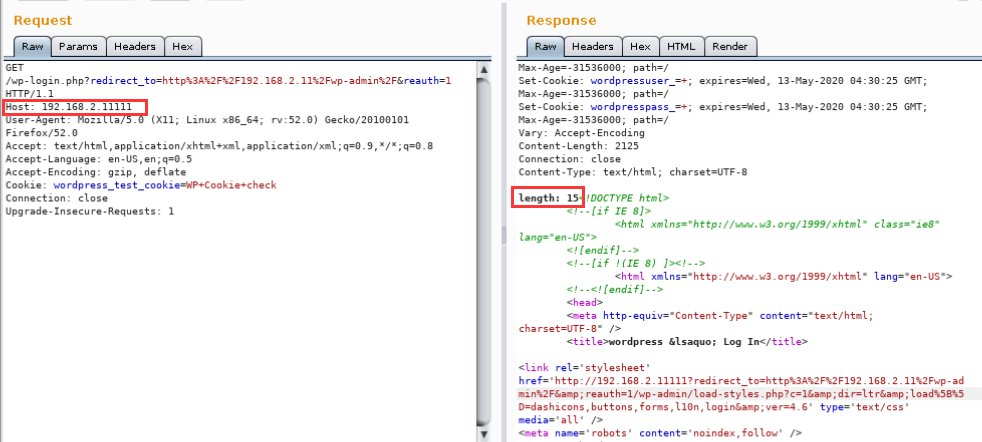 Request
Raw Params Headers Hex
GET
/wp-login.php?redirect_to=http%3A%2F%2F192.168.2.11%2Fwp-admin%2F&reauth=1
HTTP/1.1
Host: 192.168.2.11111
User-Agent: Mozilla/5.0 (X11; Linux x86_64; rv:52.0) Gecko/20100101
Firefox/52.0
Accept: text/html,application/xhtml+xml,application/xml;q=0.9,*/*;q=0.8
Accept-Language: en-US,en;q=0.5
Accept-Encoding: gzip, deflate
Cookie: wordpress_test_cookie=WP+Cookie+check
Connection: close
Upgrade-Insecure-Requests: 1
Response
Raw Headers Hex HTML Render
Max-Age=-31536000; path=/
Set-Cookie: wordpressuser_=+; expires=Wed, 13-May-2020 04:30:25 GMT;
Max-Age=-31536000; path=/
Set-Cookie: wordpresspass_=+; expires=Wed, 13-May-2020 04:30:25 GMT;
Max-Age=-31536000; path=/
Vary: Accept-Encoding
Content-Length: 2125
Connection: close
Content-Type: text/html; charset=UTF-8
length: 15<!DOCTYPE html>
<!--[if IE 8]>
<html xmlns="http://www.w3.org/1999/xhtml" class="ie8"
lang="en-US">
<![endif]-->
<!--[if !(IE 8) ]><!-->
<html xmlns="http://www.w3.org/1999/xhtml" lang="en-US">
<!--<![endif]-->
<head>
<meta http-equiv="Content-Type" content="text/html;
charset=UTF-8" />
<title>wordpress &lsaquo; Log In</title>
<link rel='stylesheet'
href='http://192.168.2.11111?redirect_to=http%3A%2F%2F192.168.2.11%2Fwp-ad
min%2F&amp;reauth=1/wp-admin/load-styles.php?c=1&amp;dir=ltr&amp;load%5B%5
D=dashicons,buttons,forms,l10n,login&amp;ver=4.6' type='text/css'
media='all' />
<meta name='robots' content='noindex,follow' />